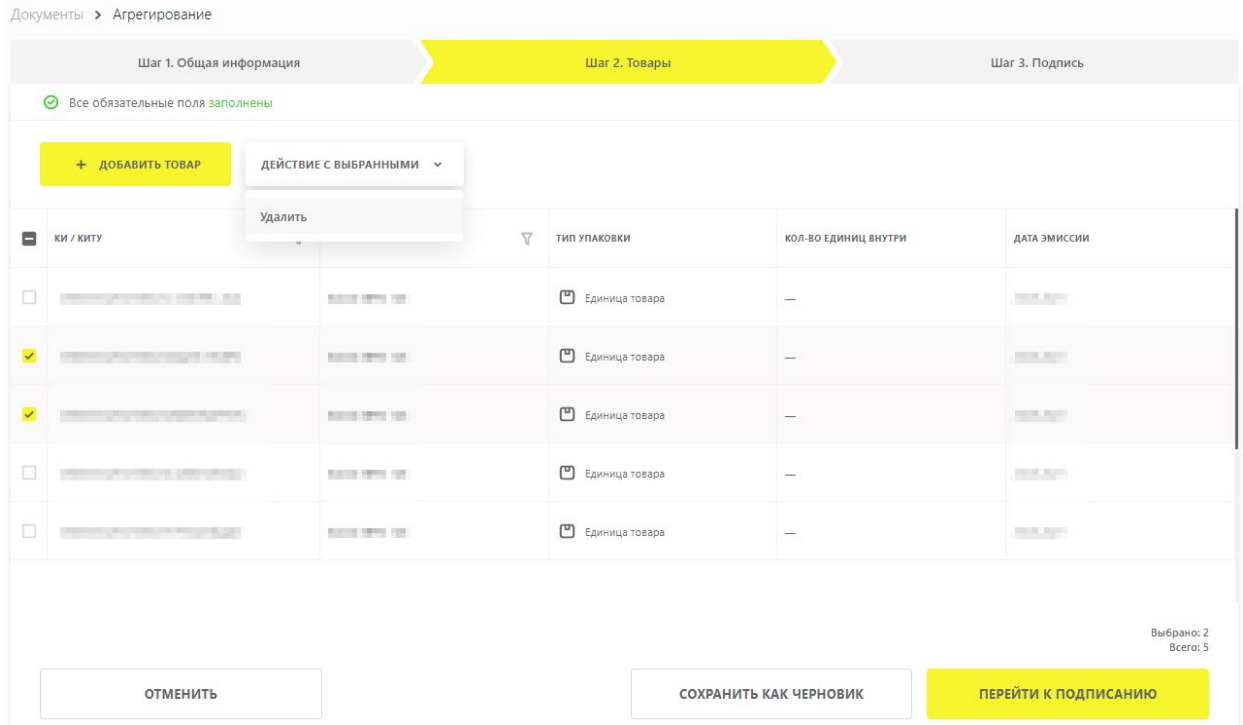 Документы > Агрегирование
Шаг 1. Общая информация
Шаг 2. Товары
Шаг 3. Подпись
Все обязательные поля заполнены
+ ДОБАВИТЬ ТОВАР
ДЕЙСТВИЕ С ВЫБРАННЫМИ
Удалить
КИ / КИТУ
ТИП УПАКОВКИ
КОЛ-ВО ЕДИНИЦ ВНУТРИ
ДАТА ЭМИССИИ
Единица товара —
Единица товара —
Единица товара —
Единица товара —
Единица товара —
Выбрано: 2
Всего: 5
ОТМЕНИТЬ
СОХРАНИТЬ КАК ЧЕРНОВИК
ПЕРЕЙТИ К ПОДПИСАНИЮ